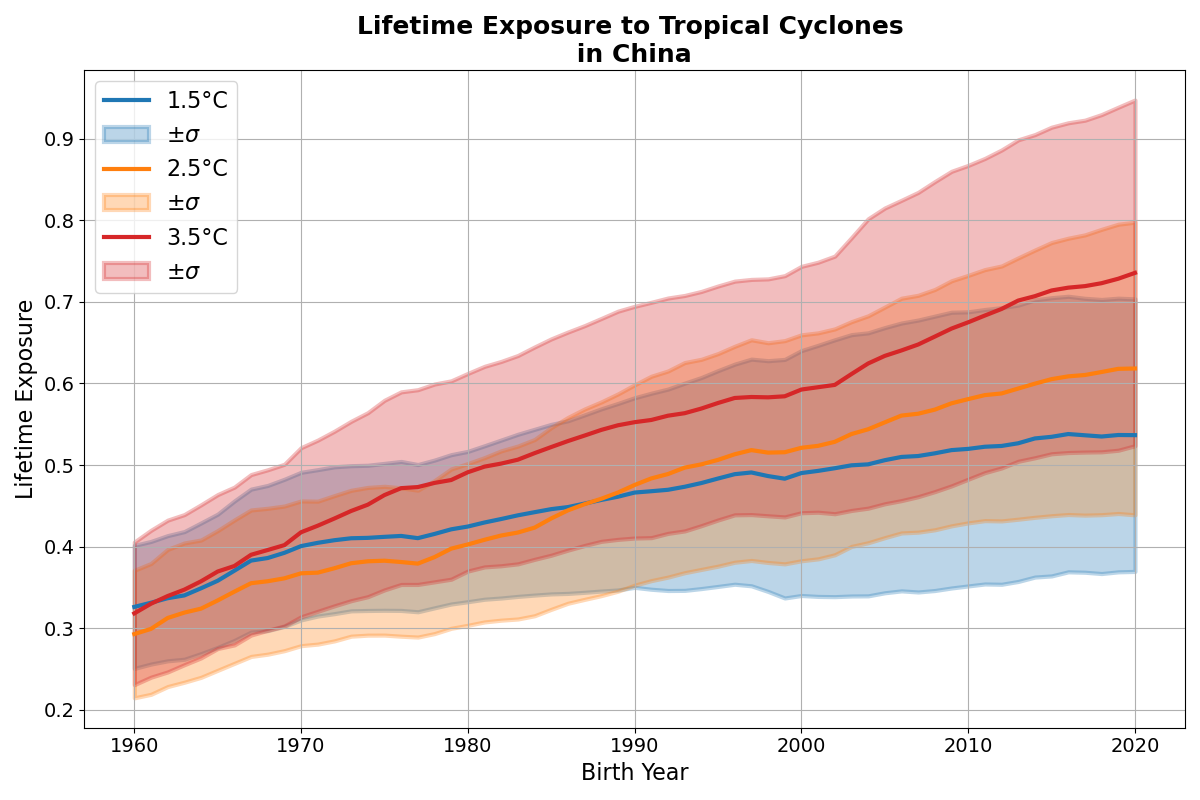 Lifetime Exposure to Tropical Cyclones
in China
1.5°C
±σ
2.5°C
±σ
3.5°C
±σ
Lifetime Exposure
0.9
0.8
0.7
0.6
0.5
0.4
0.3
0.2
1960 1970 1980 1990 2000 2010 2020
Birth Year